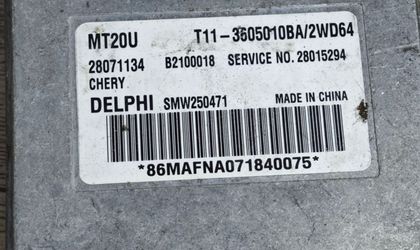 MT20U T11-3605010BA/2WD64
28071134 B2100018 SERVICE NO. 28015294
CHERY
DELPHI SMW250471 MADE IN CHINA
*86MAFNA071840075*